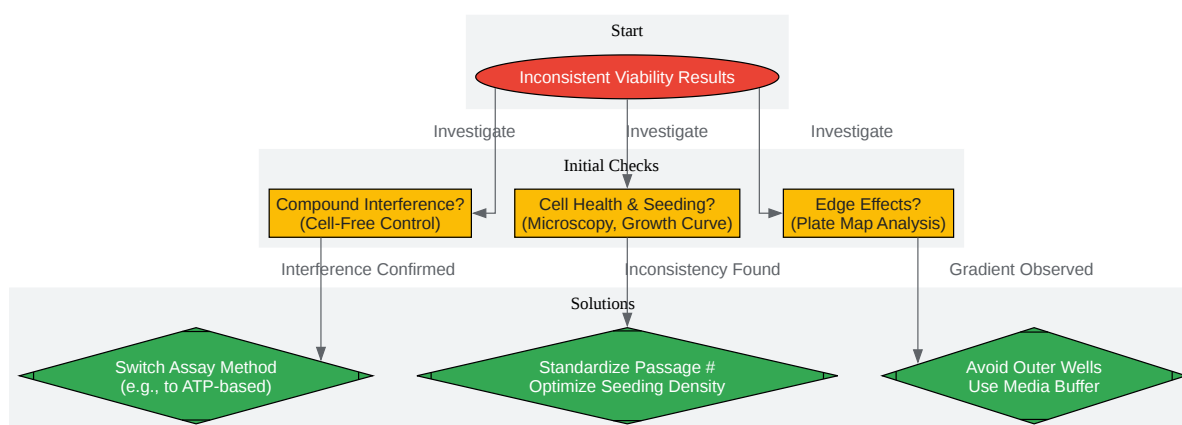 Start
Inconsistent Viability Results
Investigate
Investigate
Investigate
Initial Checks
Compound Interference?
(Cell-Free Control)
Cell Health & Seeding?
(Microscopy, Growth Curve)
Edge Effects?
(Plate Map Analysis)
Interference Confirmed
Inconsistency Found
Gradient Observed
Solutions
Switch Assay Method
(e.g., to ATP-based)
Standardize Passage #
Optimize Seeding Density
Avoid Outer Wells
Use Media Buffer